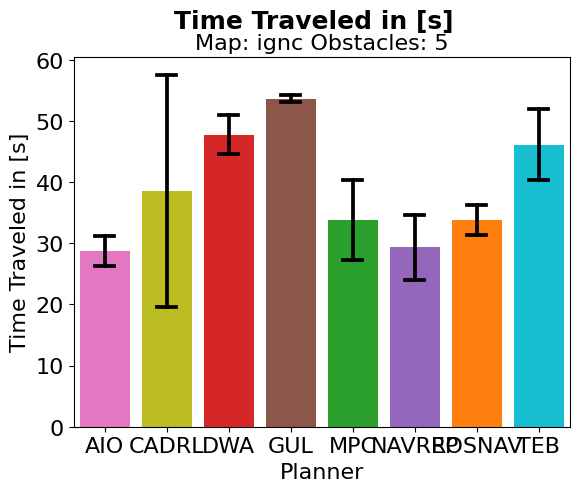 Time Traveled in [s]
Map: ignc Obstacles: 5
Time Traveled in [s]
60
50
40
30
20
10
0
AIO CADRL DWA GUL MPC NAVREP ROSNAV TEB
Planner